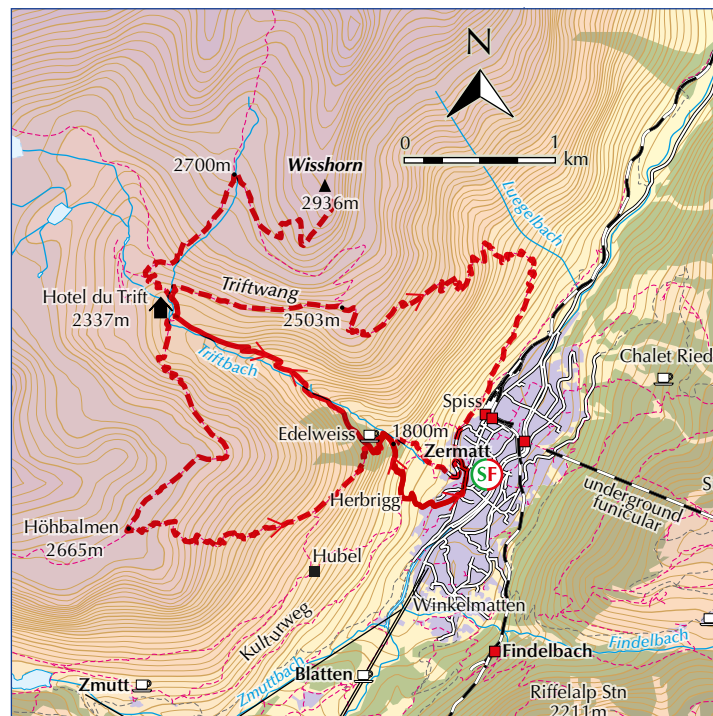 N
0 1
km
2700m
Wisshorn
2936m
Luegelbach
Hotel du Trift
2337m
Triftwang
2503m
Triftbach
Chalet Ried
Spiss
1800m
Edelweiss
Zermatt
SF
Herbrigg
underground
funicular
S
Höhbalmen
2665m
Hubel
Kulturweg
Winkelmatten
Findelbach
Findelbach
Zmuttbach
Blatten
Zmutt
Riffelalp Stn
2211m